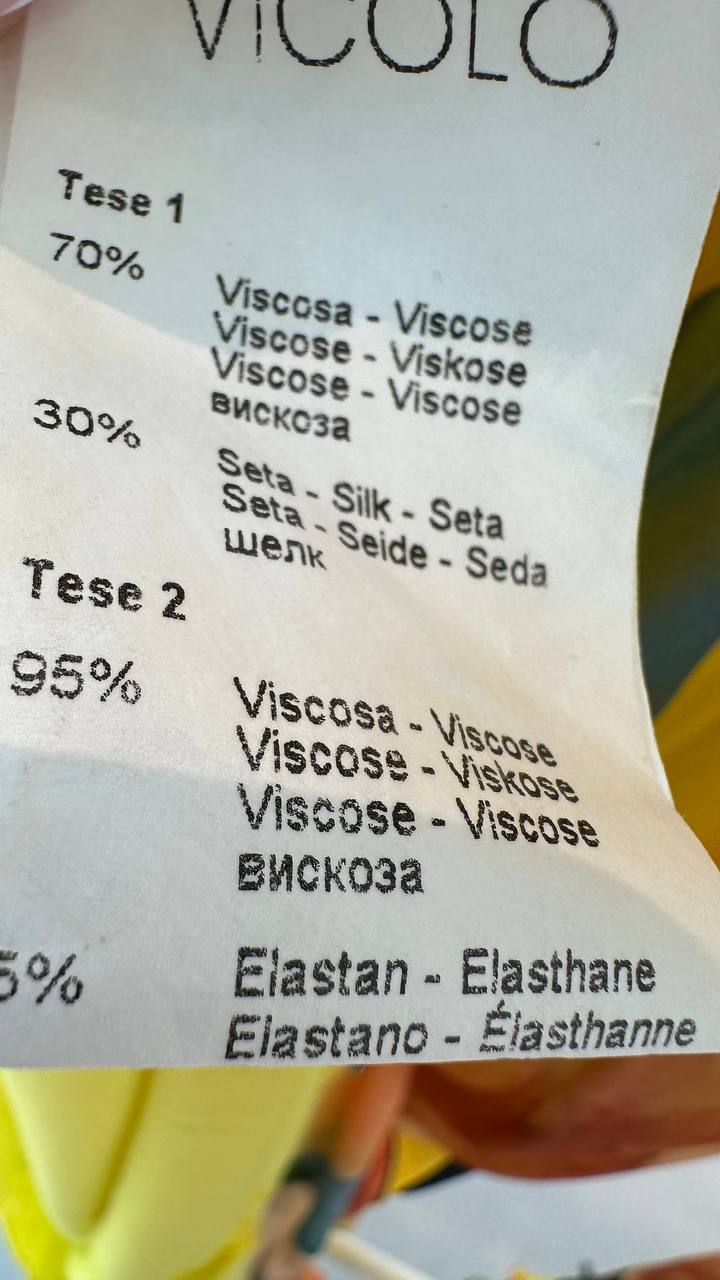 VICOLO
Tese 1
70%
Viscosa - Viscose
Viscose - Viskose
Viscose - Viscose
вискоза
30%
Seta - Silk - Seta
Seta - Seide - Seda
шелк
Tese 2
95%
Viscosa - Viscose
Viscose - Viskose
Viscose - Viscose
вискоза
5%
Elastan - Elasthane
Elastano - Élasthanne